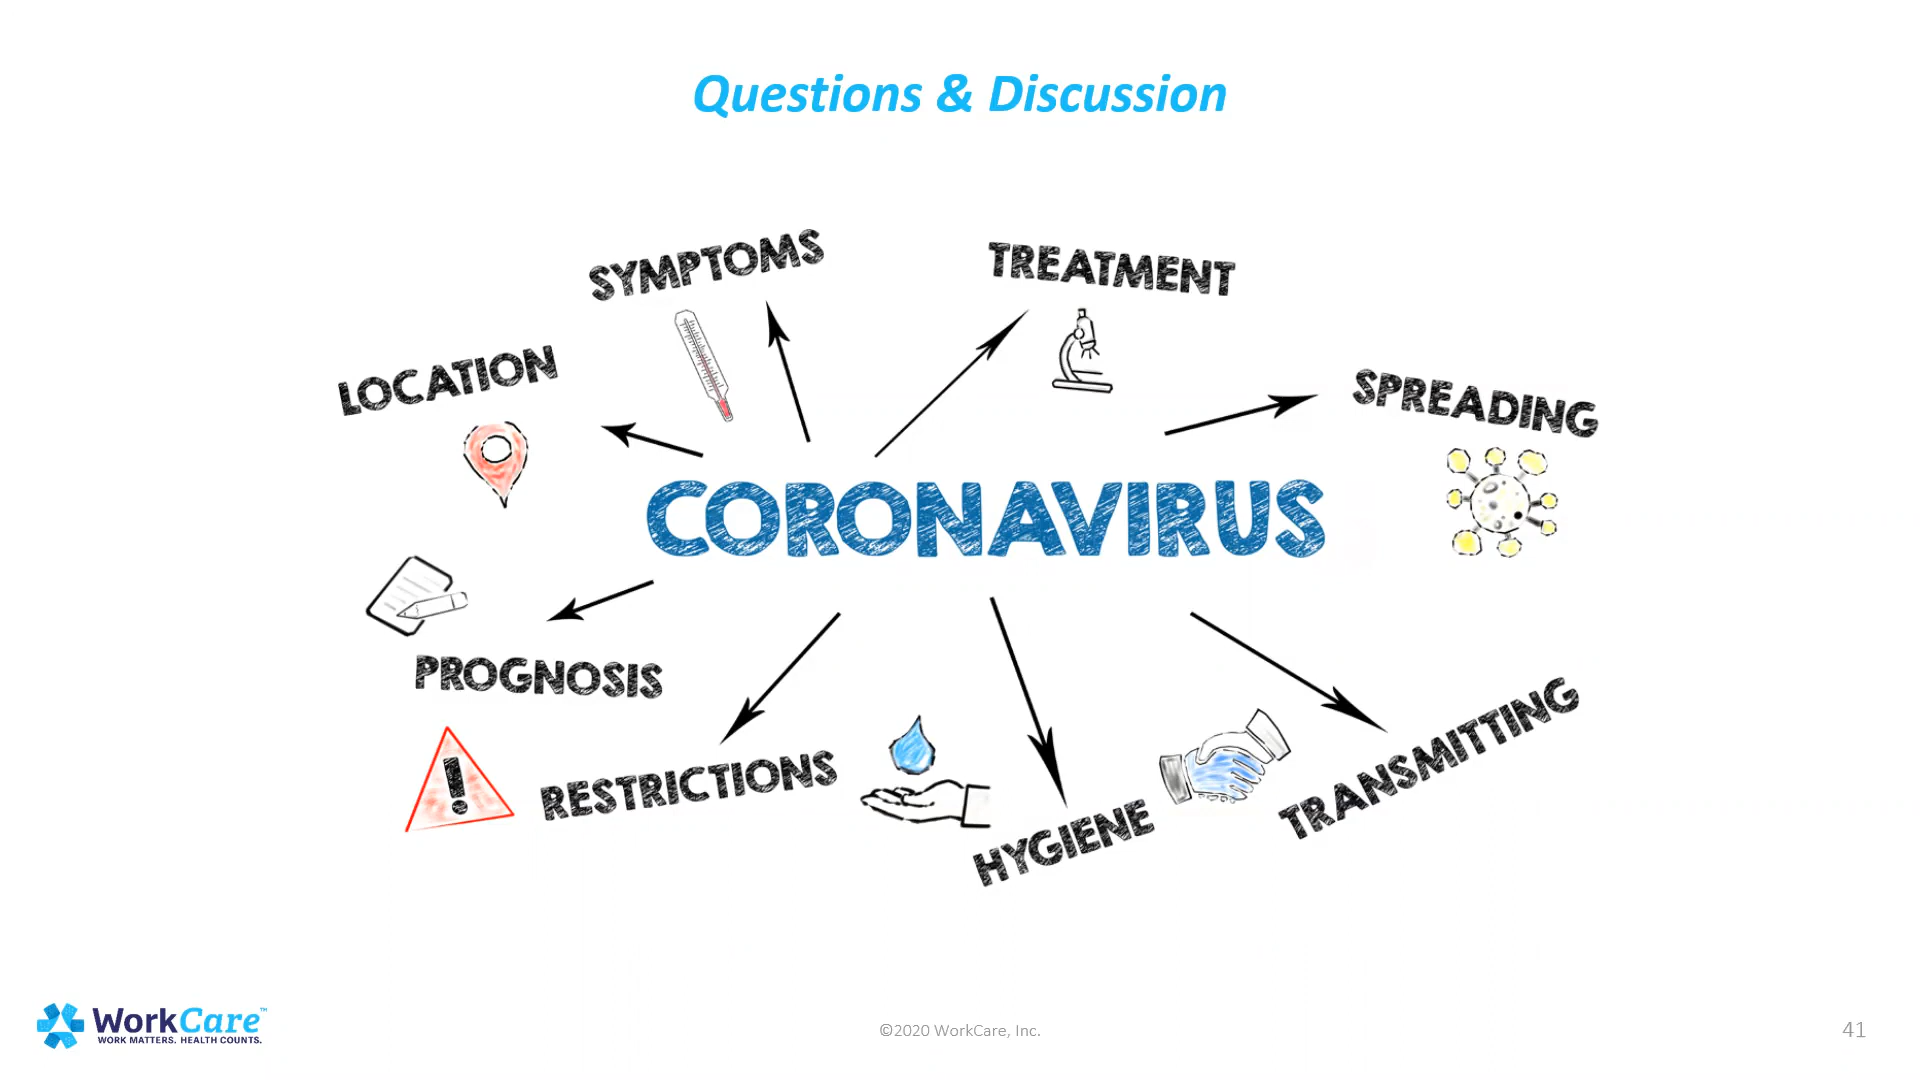 Questions & Discussion
SYMPTOMS
TREATMENT
LOCATION
SPREADING
CORONAVIRUS
PROGNOSIS
RESTRICTIONS
HYGIENE
TRANSMITTING
WorkCare™
WORK MATTERS. HEALTH COUNTS.
©2020 WorkCare, Inc.
41